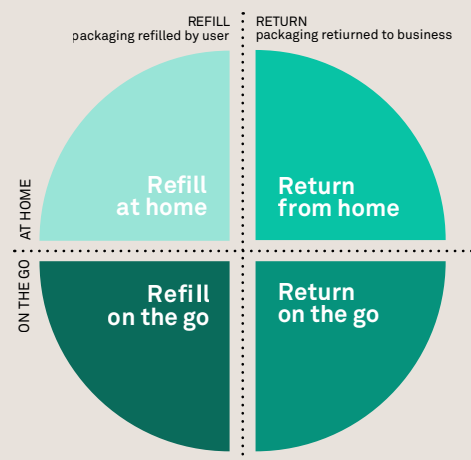 REFILL
packaging refilled by user
RETURN
packaging retiurned to business
AT HOME
Refill
at home
Return
from home
ON THE GO
Refill
on the go
Return
on the go